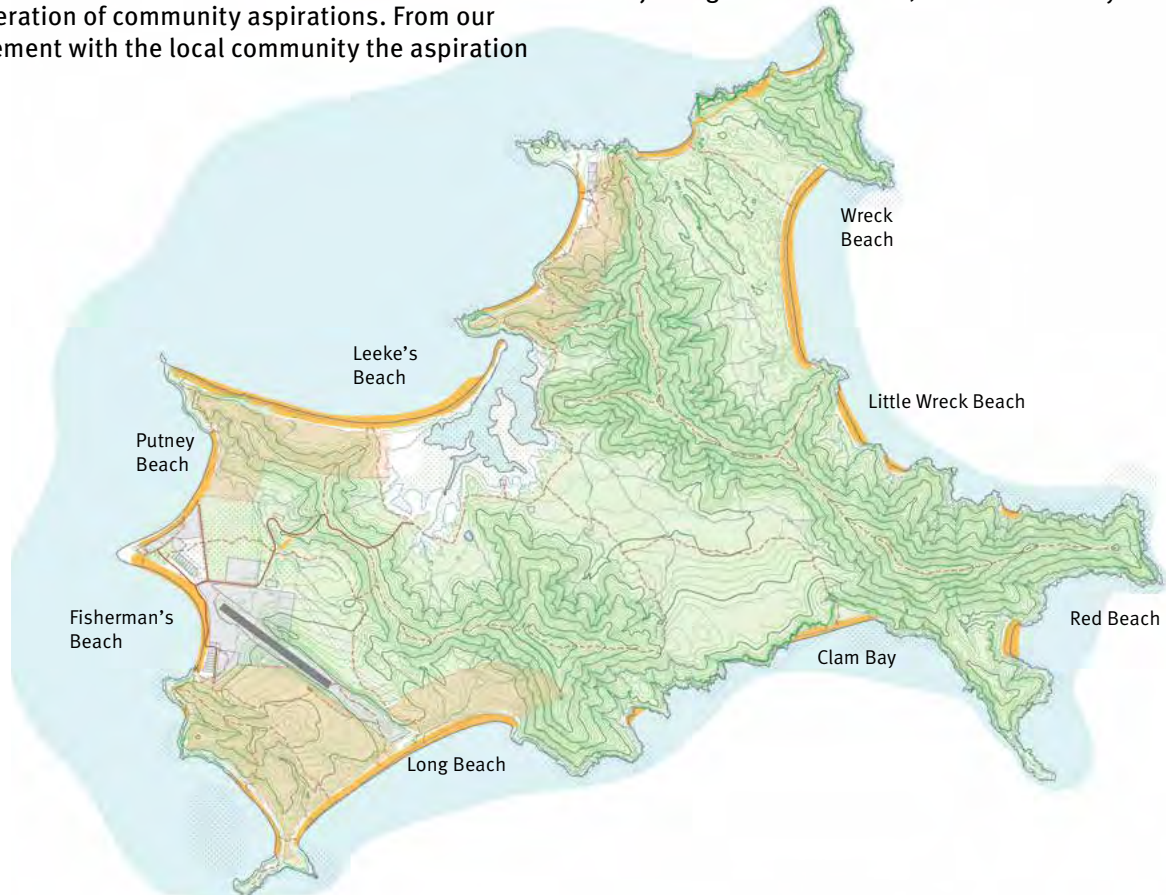 eration of community aspirations. From our
ement with the local community the aspiration
Wreck
Beach
Leeke's
Beach
Little Wreck Beach
Putney
Beach
Fisherman's
Beach
Red Beach
Clam Bay
Long Beach